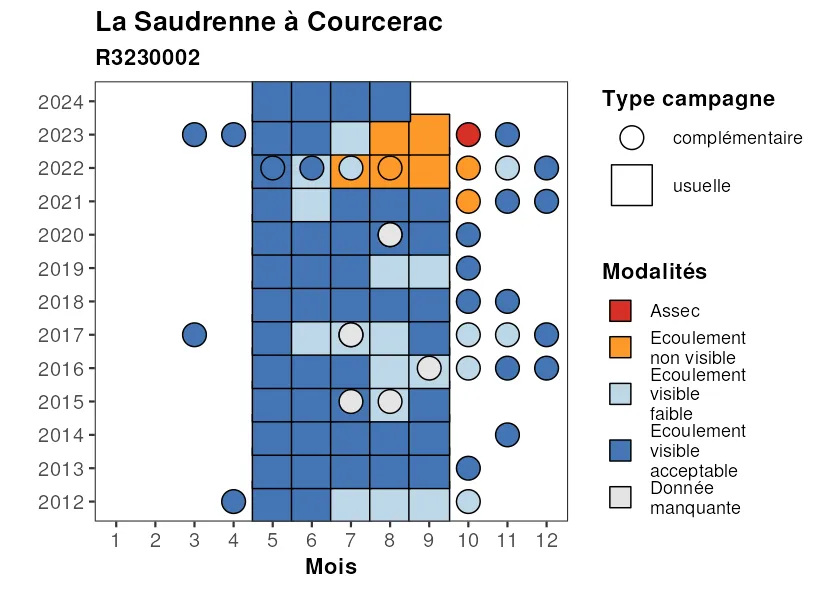 La Saudrenne à Courcerac
R3230002
2024
2023
2022
2021
2020
2019
2018
2017
2016
2015
2014
2013
2012
1 2 3 4 5 6 7 8 9 10 11 12
Mois
Type campagne
complémentaire
usuelle
Modalités
Assec
Ecoulement
non visible
Ecoulement
visible
faible
Ecoulement
visible
acceptable
Donnée
manquante